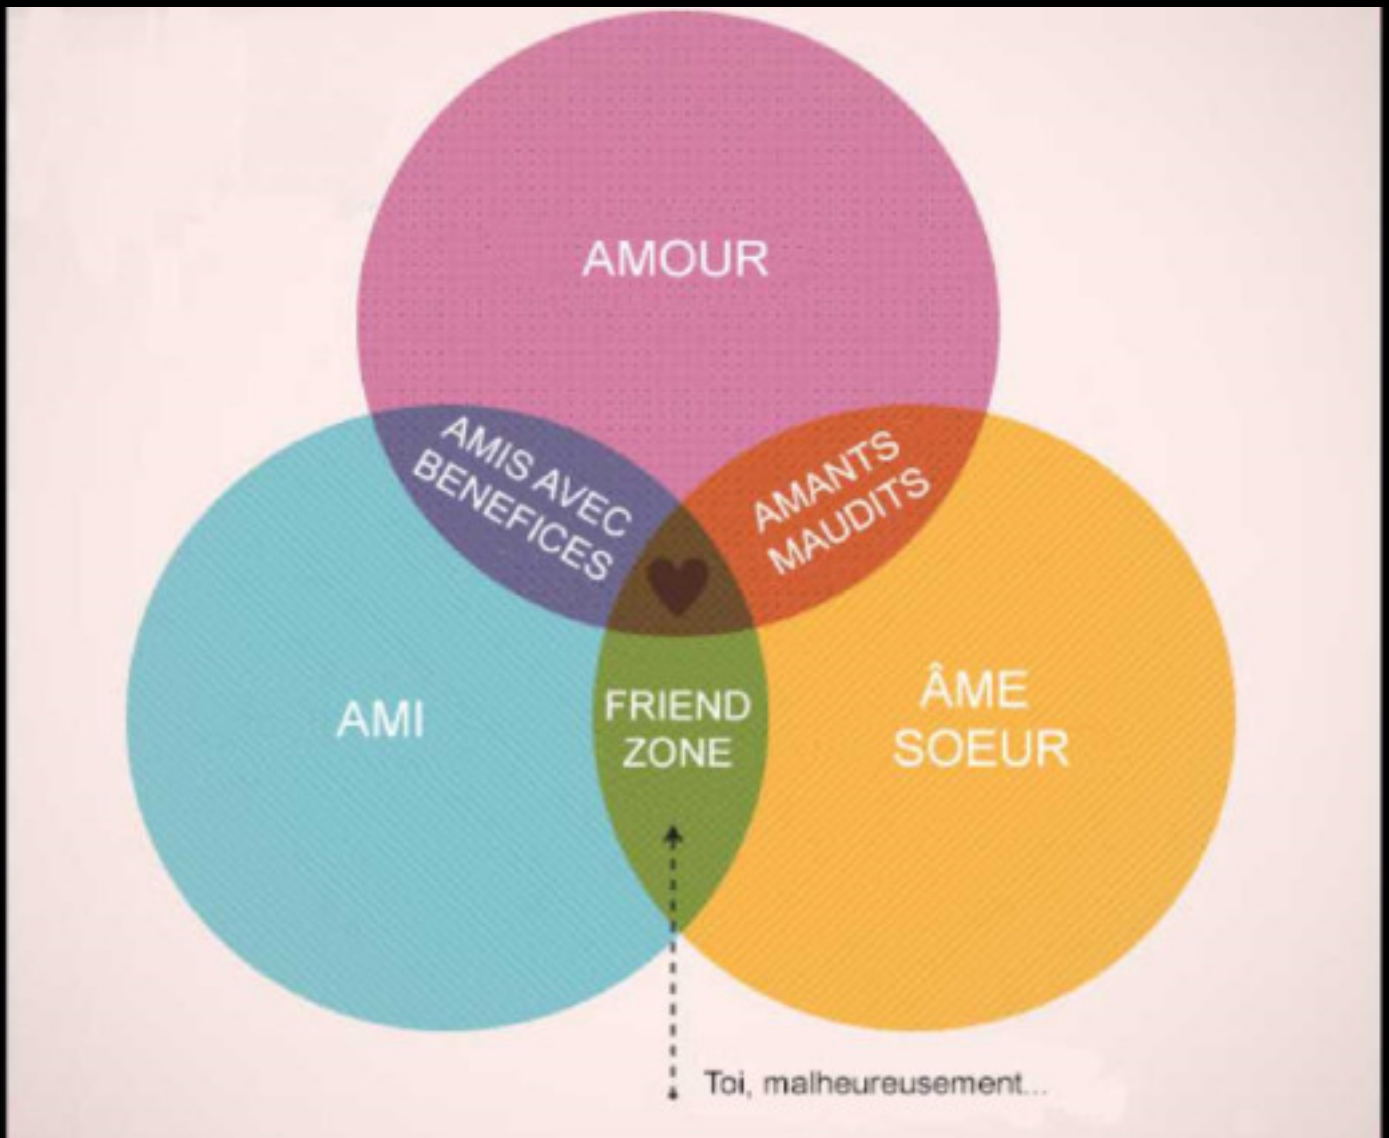 AMOUR
AMIS AVEC
BENEFICES
AMANTS
MAUDITS
AMI
FRIEND
ZONE
ÂME
SOEUR
Toi, malheureusement...